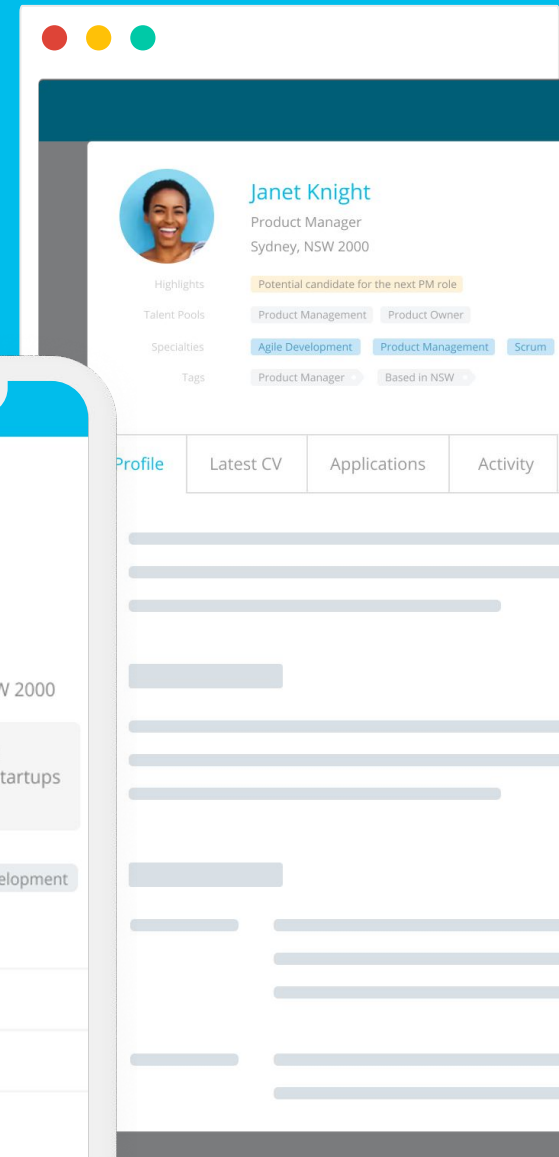 Janet Knight
Product Manager
Sydney, NSW 2000
Highlights Potential candidate for the next PM role
Talent Pools Product Management Product Owner
Specialties Agile Development Product Management Scrum
Tags Product Manager Based in NSW
Profile Latest CV Applications Activity
W 2000
tartups
elopment